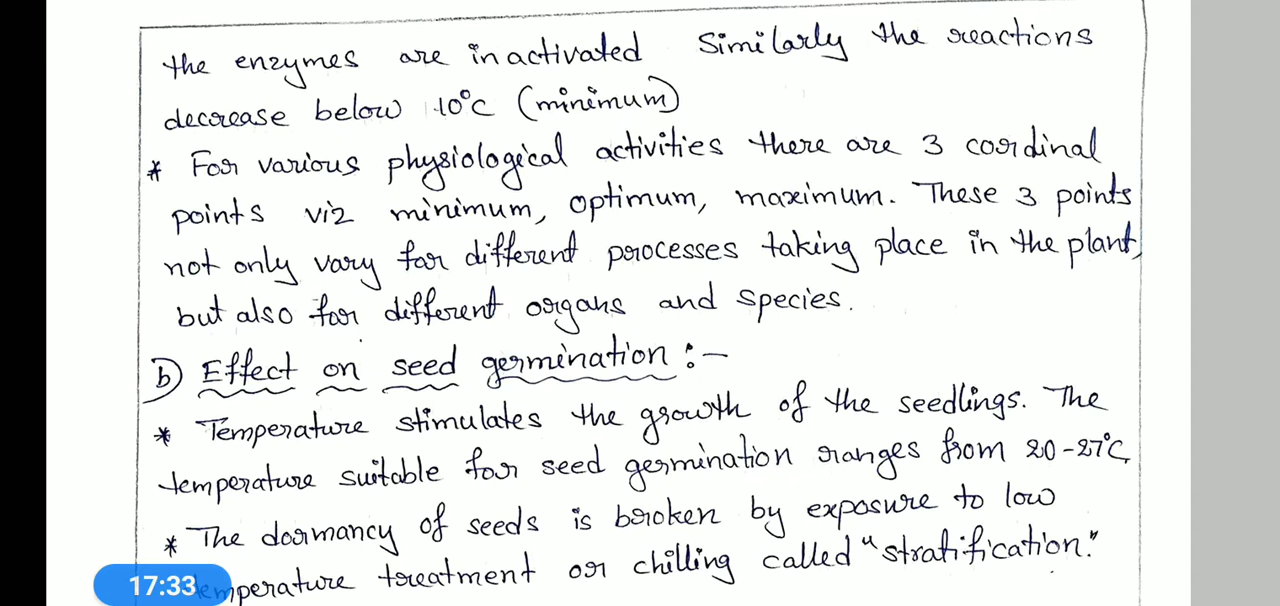 the enzymes are inactivated Similarly the reactions
decrease below 10°C (minimum)
* For various physiological activities there are 3 cordinal
points viz minimum, optimum, maximum. These 3 points
not only vary for different processes taking place in the plant,
but also for different organs and species.
b) Effect on seed germination :-
* Temperature stimulates the growth of the seedlings. The
temperature suitable for seed germination ranges from 20-27°C
* The dormancy of seeds is broken by exposure to low
temperature treatment or chilling called "stratification."
17:33